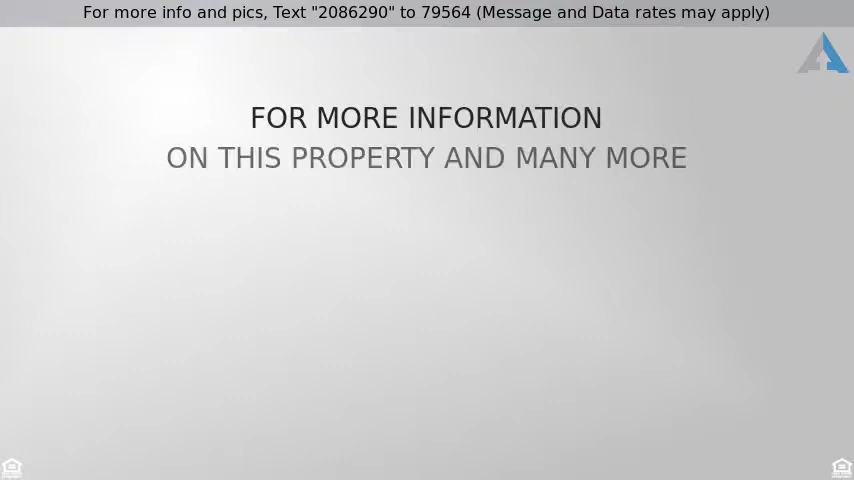 For more info and pics, Text "2086290" to 79564 (Message and Data rates may apply)
FOR MORE INFORMATION
ON THIS PROPERTY AND MANY MORE